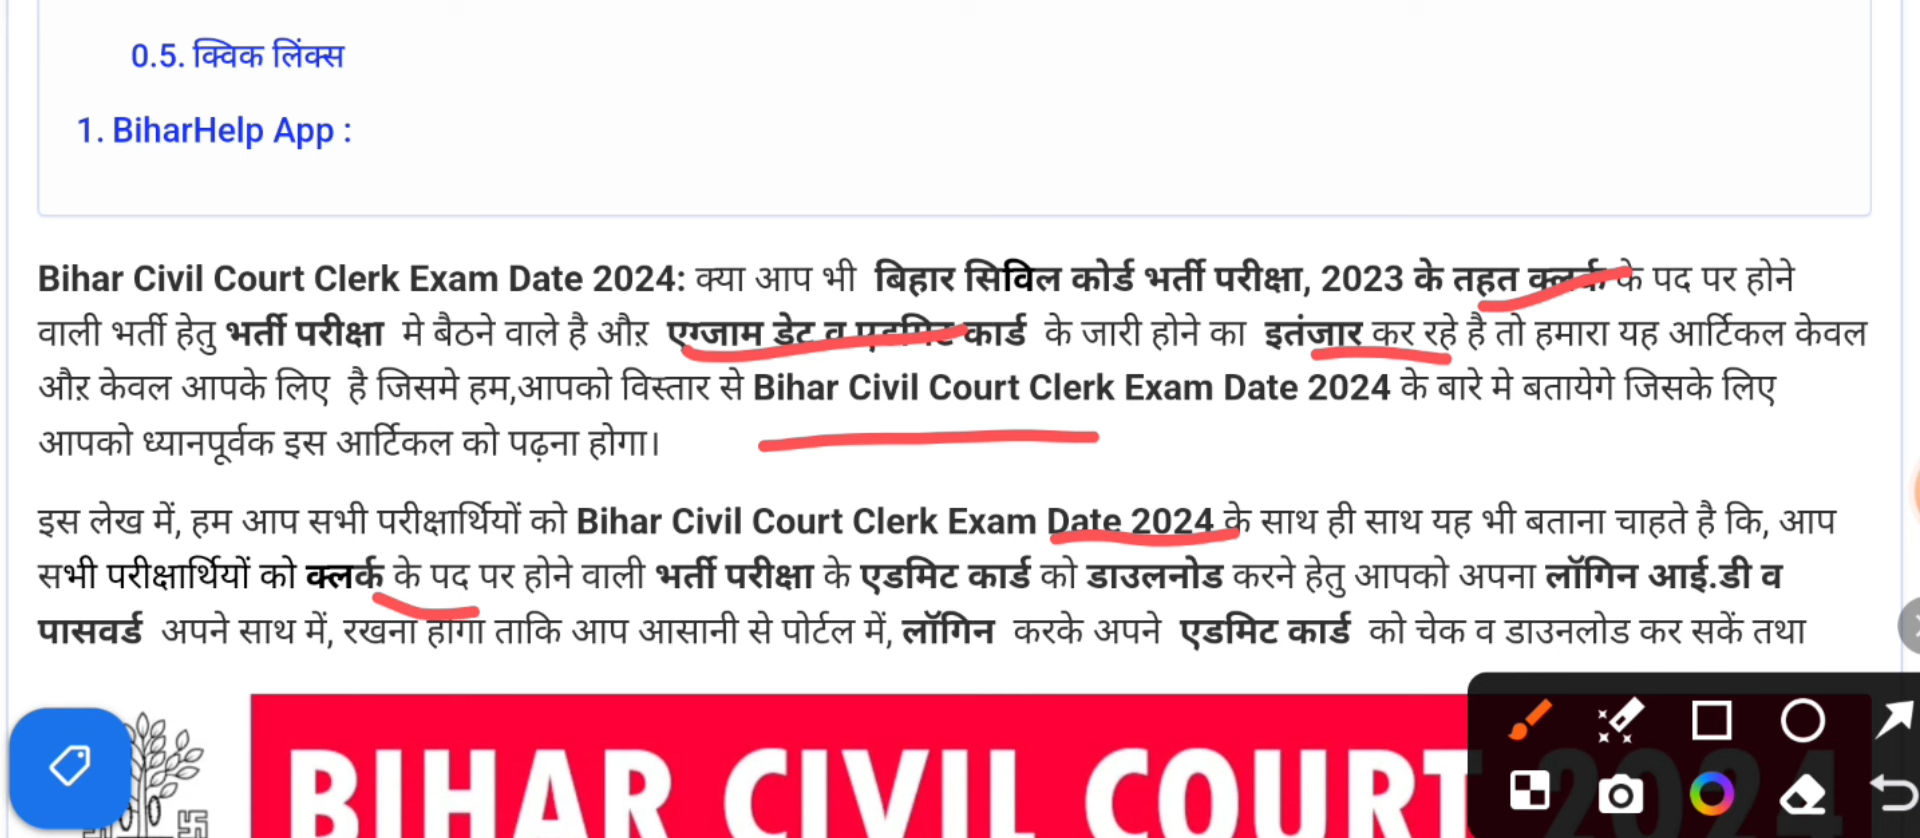 0.5. क्विक लिंक्स
1. BiharHelp App :
Bihar Civil Court Clerk Exam Date 2024: क्या आप भी बिहार सिविल कोर्ड भर्ती परीक्षा, 2023 के तहत क्लर्क के पद पर होने
वाली भर्ती हेतु भर्ती परीक्षा मे बैठने वाले है और एग्जाम डेट व एडमिट कार्ड के जारी होने का इतंजार कर रहे है तो हमारा यह आर्टिकल केवल
और केवल आपके लिए है जिसमे हम,आपको विस्तार से Bihar Civil Court Clerk Exam Date 2024 के बारे मे बतायेगे जिसके लिए
आपको ध्यानपूर्वक इस आर्टिकल को पढ़ना होगा।
इस लेख में, हम आप सभी परीक्षार्थियों को Bihar Civil Court Clerk Exam Date 2024 के साथ ही साथ यह भी बताना चाहते है कि, आप
सभी परीक्षार्थियों को क्लर्क के पद पर होने वाली भर्ती परीक्षा के एडमिट कार्ड को डाउलनोड करने हेतु आपको अपना लॉगिन आई.डी व
पासवर्ड अपने साथ में, रखना होगा ताकि आप आसानी से पोर्टल में, लॉगिन करके अपने एडमिट कार्ड को चेक व डाउनलोड कर सकें तथा
BIHAR CIVIL COURT 2024